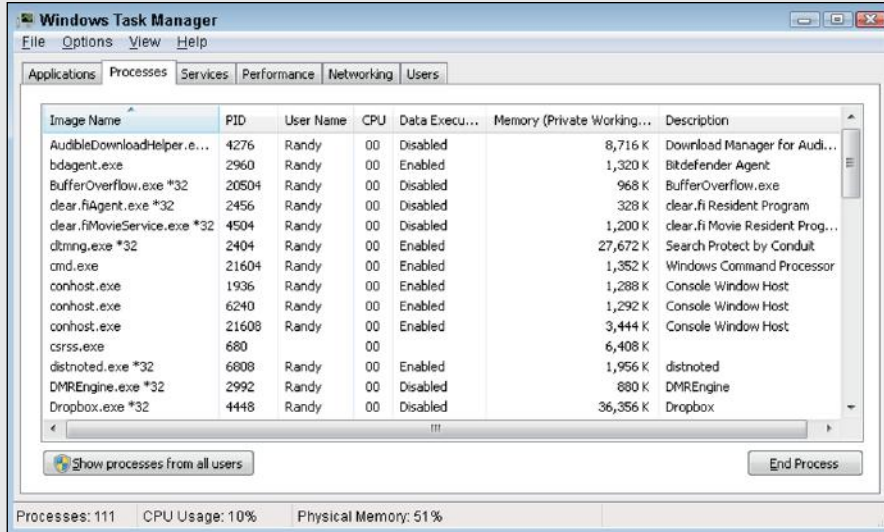 Windows Task Manager
File Options View Help
Applications Processes Services Performance Networking Users
Image Name PID User Name CPU Data Execu... Memory (Private Working... Description
AudibleDownloadHelper.e... 4276 Randy 00 Disabled 8,716 K Download Manager for Audi...
bdagent.exe 2960 Randy 00 Enabled 1,320 K Bitdefender Agent
BufferOverflow.exe *32 20504 Randy 00 Disabled 968 K BufferOverflow.exe
clear.fiAgent.exe *32 2456 Randy 00 Disabled 328 K clear.fi Resident Program
clear.fiMovieService.exe *32 4504 Randy 00 Disabled 1,200 K clear.fi Movie Resident Prog...
cltmng.exe *32 2404 Randy 00 Enabled 27,672 K Search Protect by Conduit
cmd.exe 21604 Randy 00 Enabled 1,352 K Windows Command Processor
conhost.exe 1936 Randy 00 Enabled 1,288 K Console Window Host
conhost.exe 6240 Randy 00 Enabled 1,292 K Console Window Host
conhost.exe 21608 Randy 00 Enabled 3,444 K Console Window Host
csrss.exe 680 00 6,408 K
distnoted.exe *32 6808 Randy 00 Enabled 1,956 K distnoted
DMREngine.exe *32 2992 Randy 00 Disabled 880 K DMREngine
Dropbox.exe *32 4448 Randy 00 Disabled 36,356 K Dropbox
Show processes from all users End Process
Processes: 111 CPU Usage: 10% Physical Memory: 51%